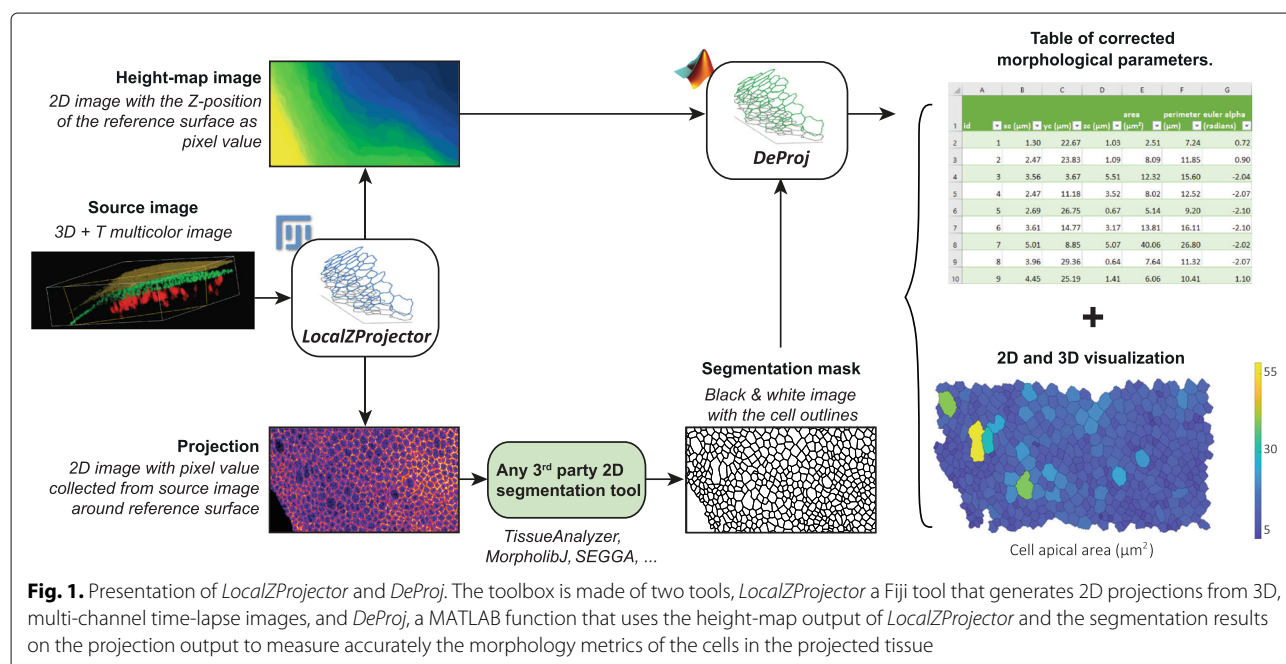 Height-map image
2D image with the Z-position
of the reference surface as
pixel value
Source image
3D + T multicolor image
LocalZProjector
Projection
2D image with pixel value
collected from source image
around reference surface
Any 3rd party 2D
segmentation tool
TissueAnalyzer,
MorpholibJ, SEGGA, ...
Segmentation mask
Black & white image
with the cell outlines
DeProj
Table of corrected
morphological parameters.
A B C D E F G
area perimeter euler alpha
1 id xc (µm) yc (µm) zc (µm) (µm²) (µm) (radians)
2 1 1.30 22.67 1.03 2.51 7.24 0.72
3 2 2.47 23.83 1.09 8.09 11.85 0.90
4 3 3.56 3.67 5.51 12.32 15.60 -2.04
5 4 2.47 11.18 3.52 8.02 12.52 -2.07
6 5 2.69 26.75 0.67 5.14 9.20 -2.10
7 6 3.61 14.77 3.17 13.81 16.11 -2.10
8 7 5.01 8.85 5.07 40.06 26.80 -2.02
9 8 3.96 29.36 0.64 7.64 11.32 -2.07
10 9 4.45 25.19 1.41 6.06 10.41 1.10
+
2D and 3D visualization
55
30
5
Cell apical area (µm²)
Fig. 1. Presentation of LocalZProjector and DeProj. The toolbox is made of two tools, LocalZProjector a Fiji tool that generates 2D projections from 3D,
multi-channel time-lapse images, and DeProj, a MATLAB function that uses the height-map output of LocalZProjector and the segmentation results
on the projection output to measure accurately the morphology metrics of the cells in the projected tissue